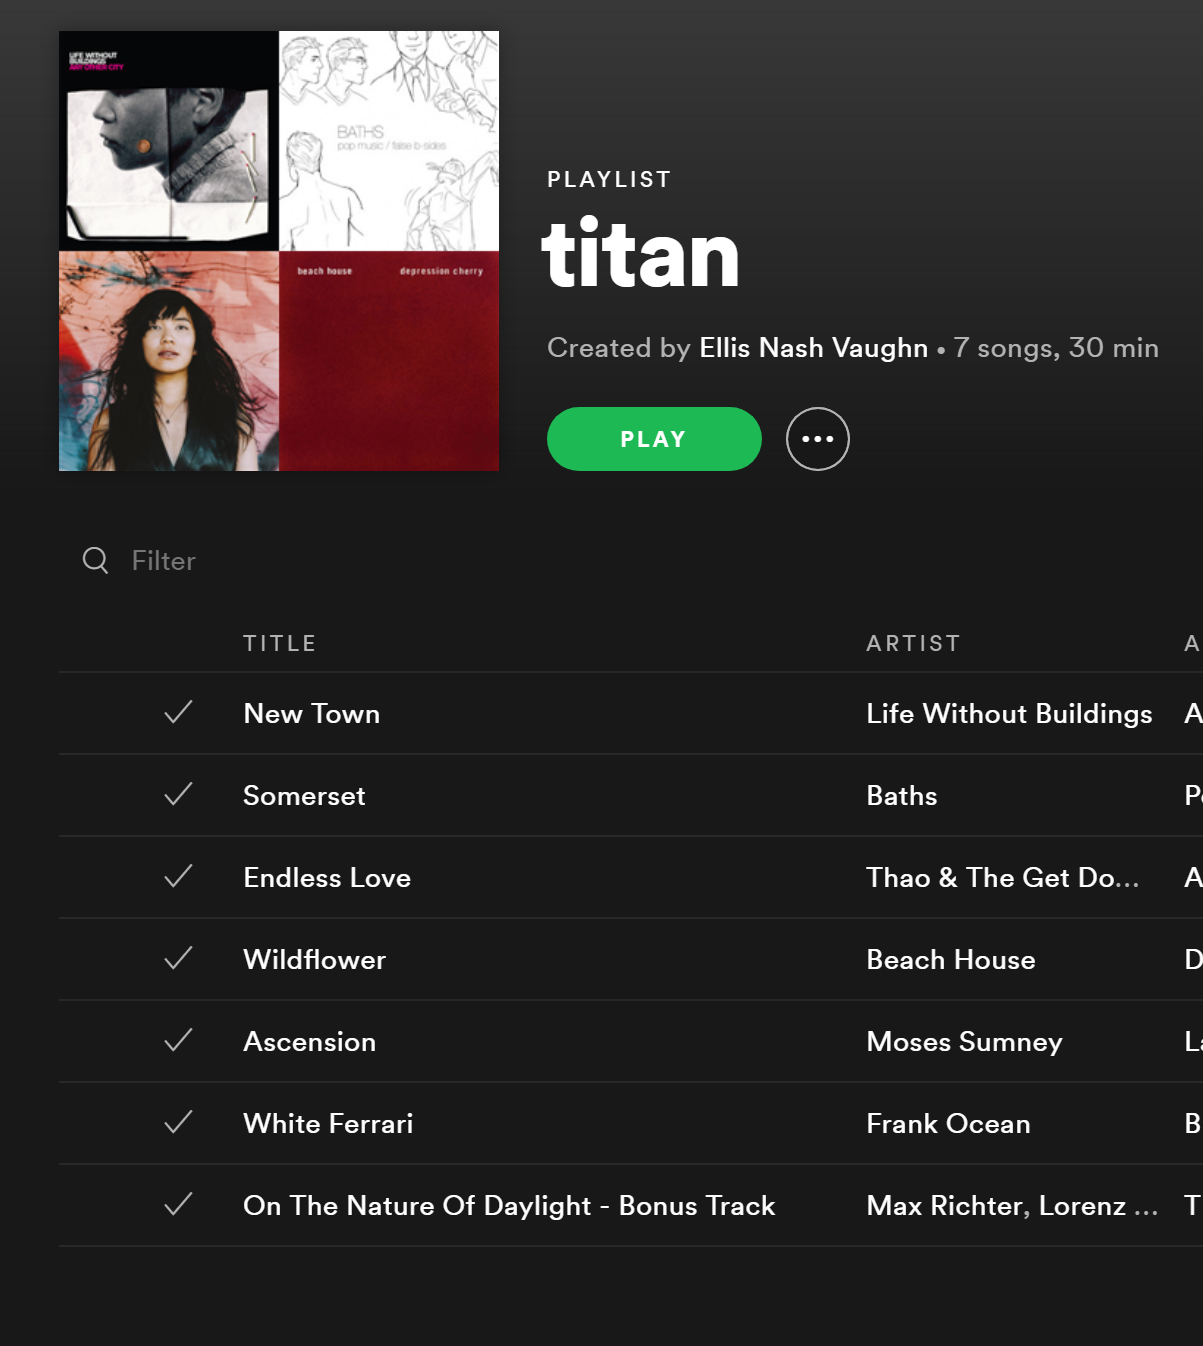 LIFE WITHOUT
BUILDINGS
ANY OTHER CITY
BATHS
pop music / false b-sides
beach house
depression cherry
PLAYLIST
titan
Created by Ellis Nash Vaughn • 7 songs, 30 min
PLAY
Filter
TITLE ARTIST A
New Town Life Without Buildings A
Somerset Baths Po
Endless Love Thao & The Get Do... A
Wildflower Beach House D
Ascension Moses Sumney La
White Ferrari Frank Ocean B
On The Nature Of Daylight - Bonus Track Max Richter, Lorenz ... T